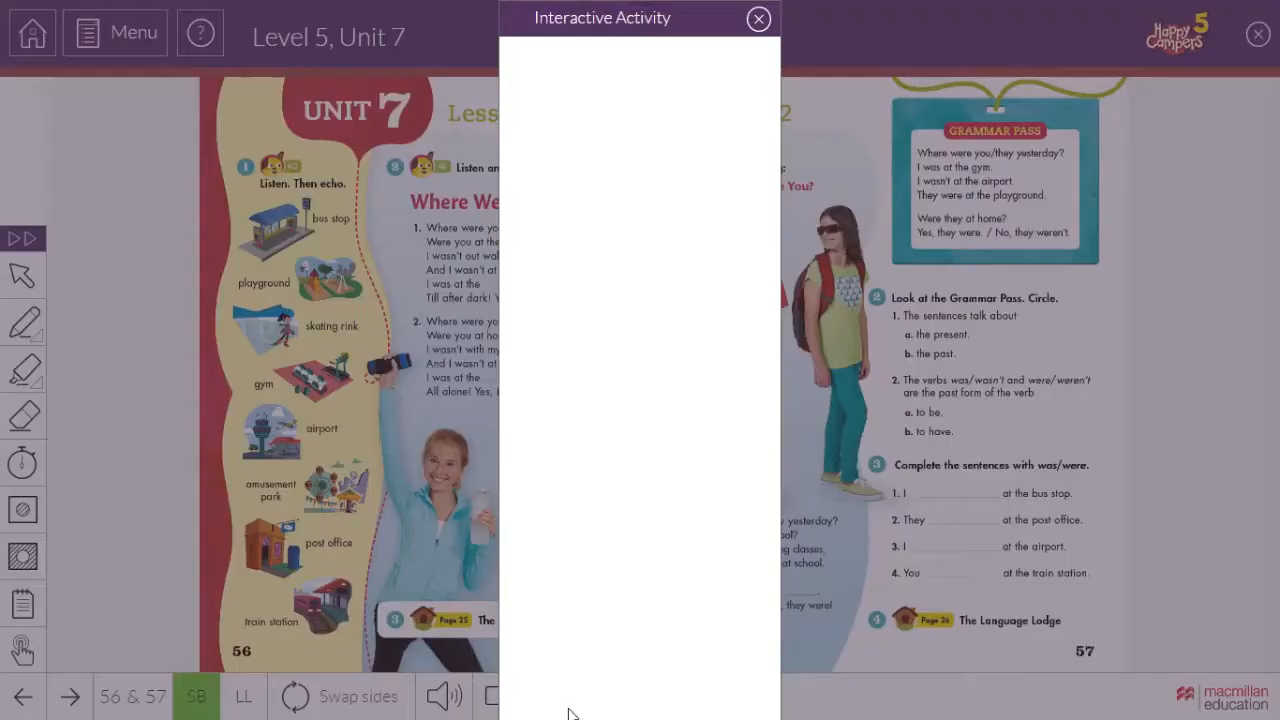 Interactive Activity
Menu
?
Level 5, Unit 7
Happy Campers 5
UNIT 7
Less
2
1
Listen. Then echo.
bus stop
playground
skating rink
gym
airport
amusement
park
post office
train station
56
2
Listen an
Where We
1. Where were yo
Were you at the
I wasn't out wal
And I wasn't at
I was at the
Till after dark! Y
2. Where were yo
Were you at ho
I wasn't with my
And I wasn't at
I was at the
All alone! Yes,
3
Page 25
The
:
e You?
yesterday?
ool?
ng classes,
at school.
, they were!
GRAMMAR PASS
Where were you/they yesterday?
I was at the gym.
I wasn't at the airport.
They were at the playground.
Were they at home?
Yes, they were. / No, they weren't.
2 Look at the Grammar Pass. Circle.
1. The sentences talk about
a. the present.
b. the past.
2. The verbs was/wasn't and were/weren't
are the past form of the verb
a. to be.
b. to have.
3 Complete the sentences with was/were.
1. I at the bus stop.
2. They at the post office.
3. I at the airport.
4. You at the train station.
4 Page 26 The Language Lodge
57
56 & 57
SB
LL
Swap sides
macmillan
education